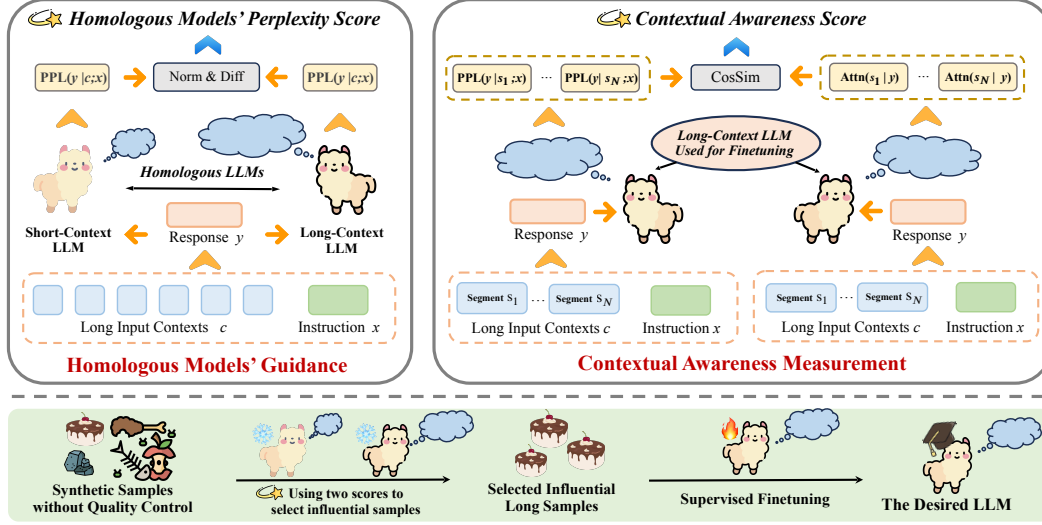 Homologous Models' Perplexity Score
PPL(y |c;x)
Norm & Diff
PPL(y |c;x)
Homologous LLMs
Short-Context
LLM
Response y
Long-Context
LLM
Long Input Contexts c
Instruction x
Homologous Models' Guidance
Contextual Awareness Score
PPL(y | s1 ;x) ... PPL(y| sN ;x)
CosSim
Attn(s1 | y) ... Attn(sN | y)
Long-Context LLM
Used for Finetuning
Response y
Response y
Segment S1 ... Segment SN
Long Input Contexts c
Instruction x
Segment S1 ... Segment SN
Long Input Contexts c
Instruction x
Contextual Awareness Measurement
Synthetic Samples
without Quality Control
Using two scores to
select influential samples
Selected Influential
Long Samples
Supervised Finetuning
The Desired LLM